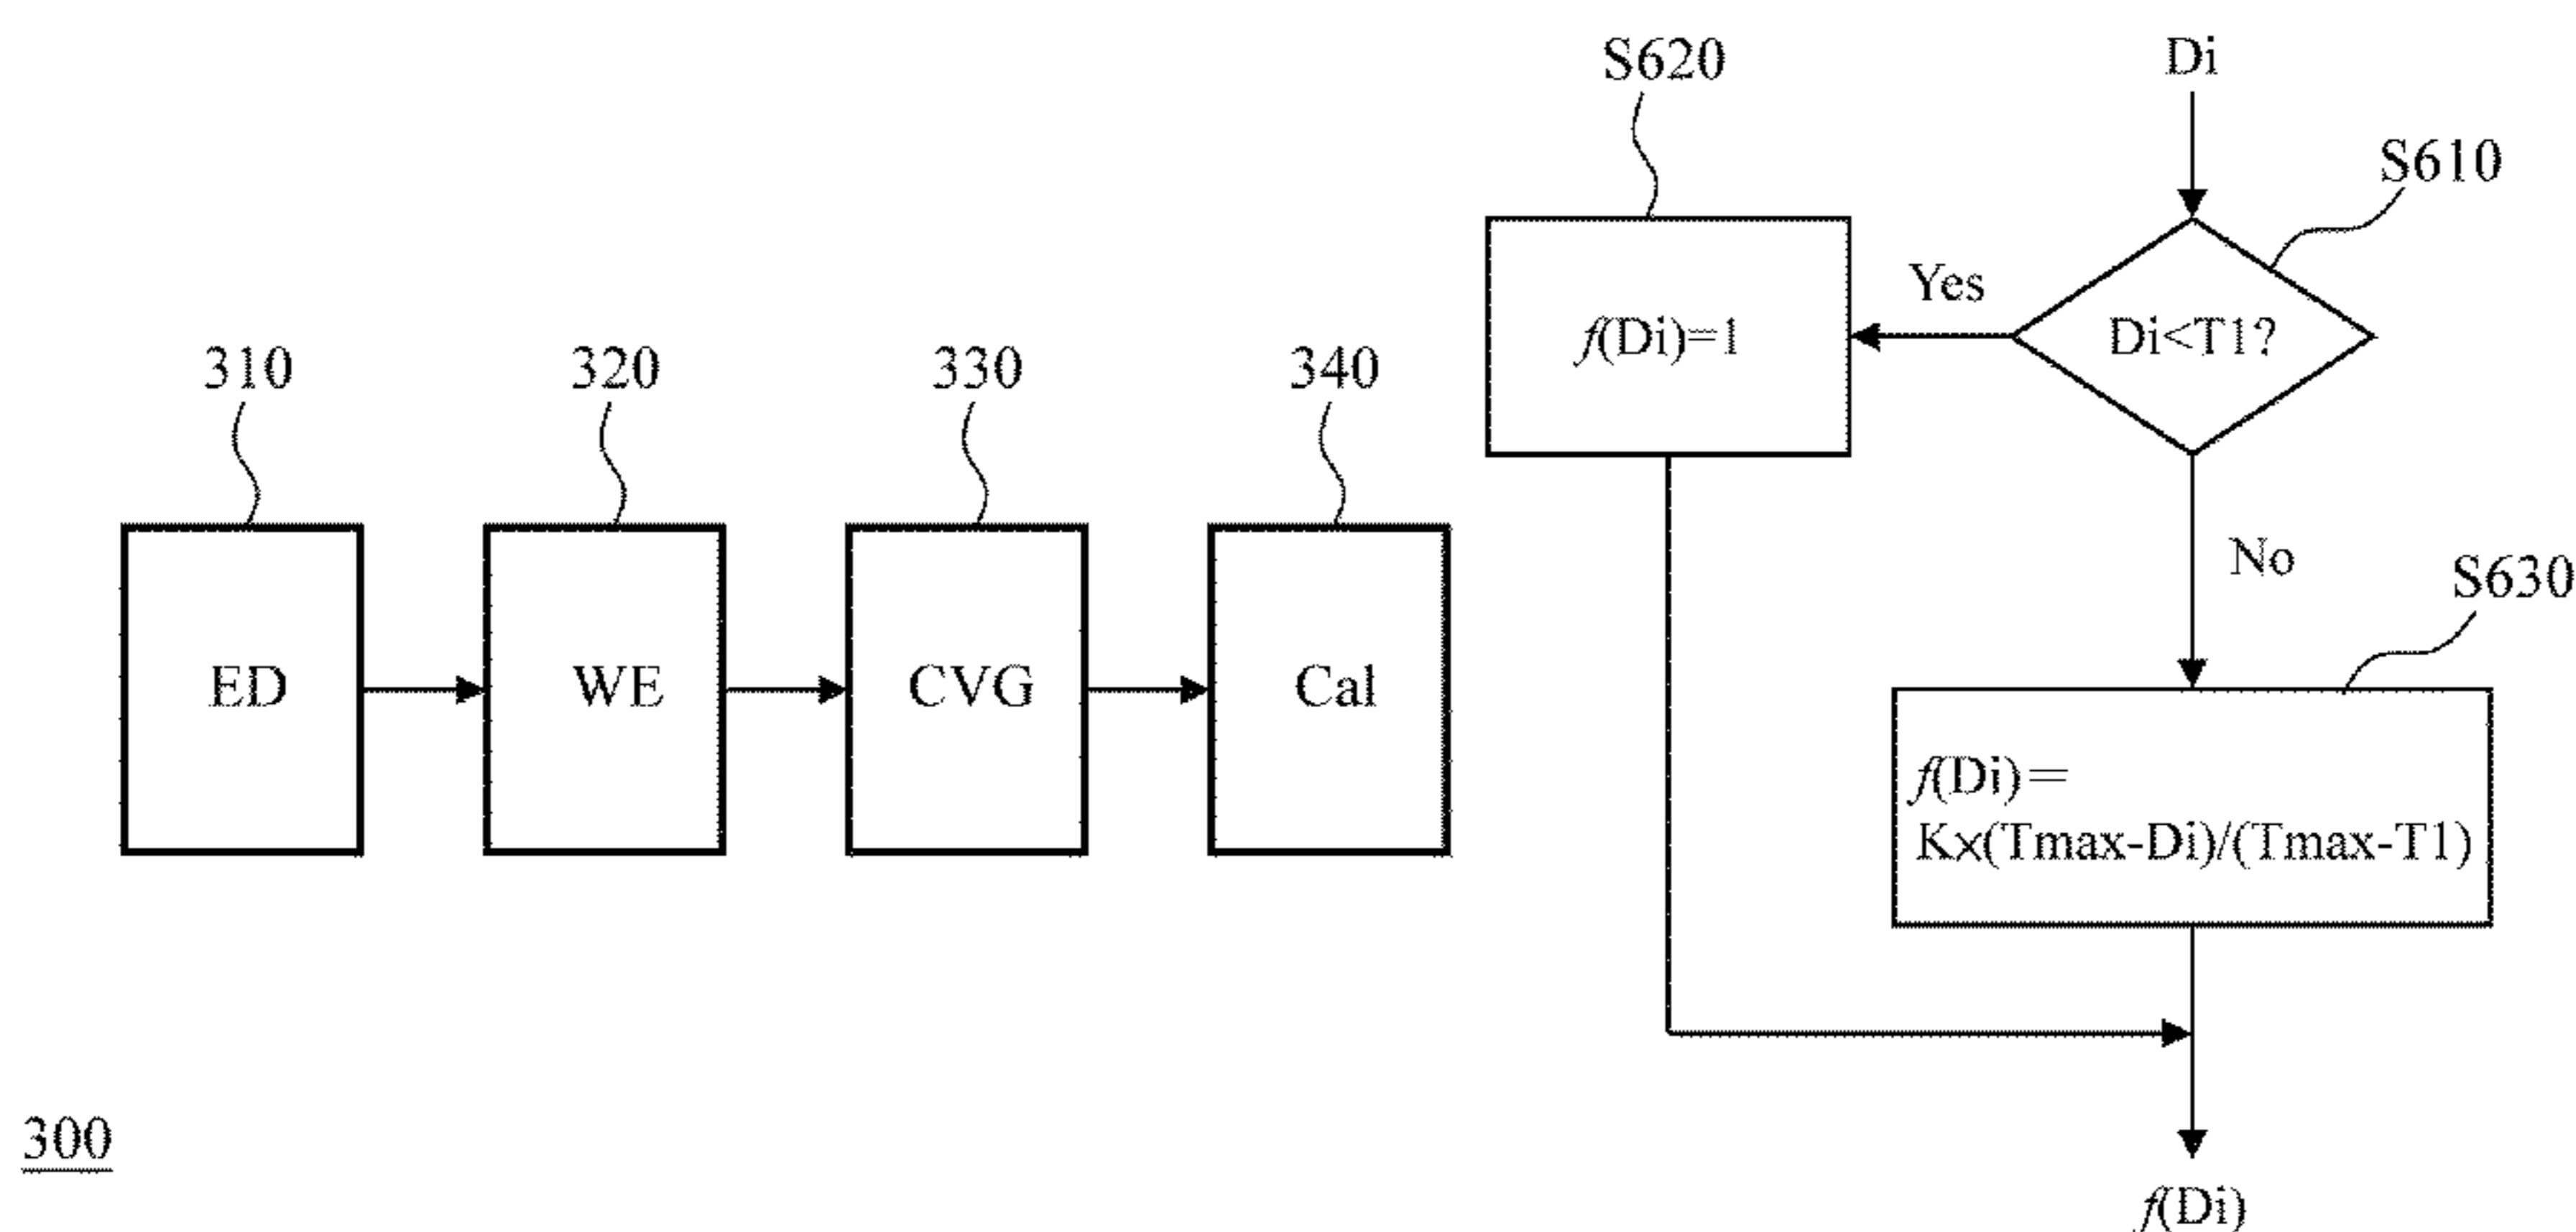 310
320
330
340
ED
WE
CVG
Cal
300
Di
S620
S610
Yes
f(Di)=1
Di<T1?
No
S630
f(Di)=
K×(Tmax-Di)/(Tmax-T1)
f(Di)